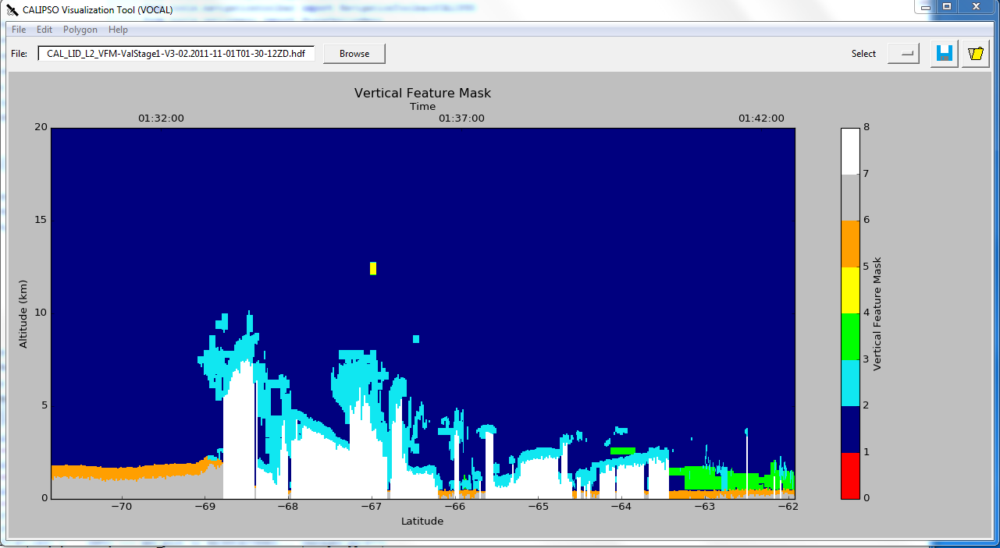 CALIPSO Visualization Tool (VOCAL)
File Edit Polygon Help
File: CAL_LID_L2_VFM-ValStage1-V3-02.2011-11-01T01-30-12ZD.hdf Browse Select
Vertical Feature Mask
Time
01:32:00 01:37:00 01:42:00
20
15
10
5
0
Altitude (km)
−70 −69 −68 −67 −66 −65 −64 −63 −62
Latitude
8
7
6
5
4
3
2
1
0
Vertical Feature Mask